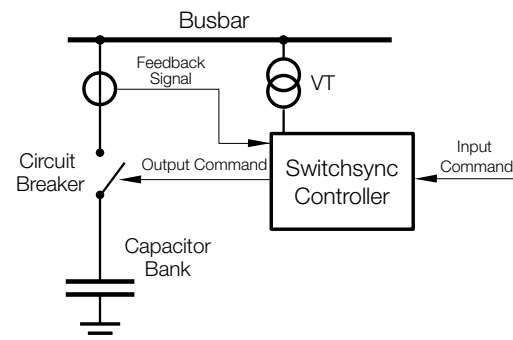 Busbar
Feedback
Signal
VT
Circuit
Breaker
Output Command
Switchsync
Controller
Input
Command
Capacitor
Bank